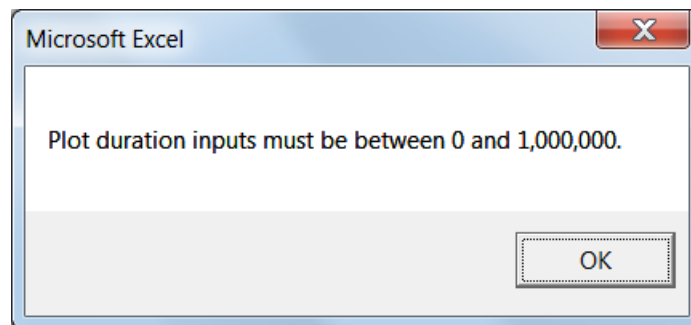 Microsoft Excel
Plot duration inputs must be between 0 and 1,000,000.
OK